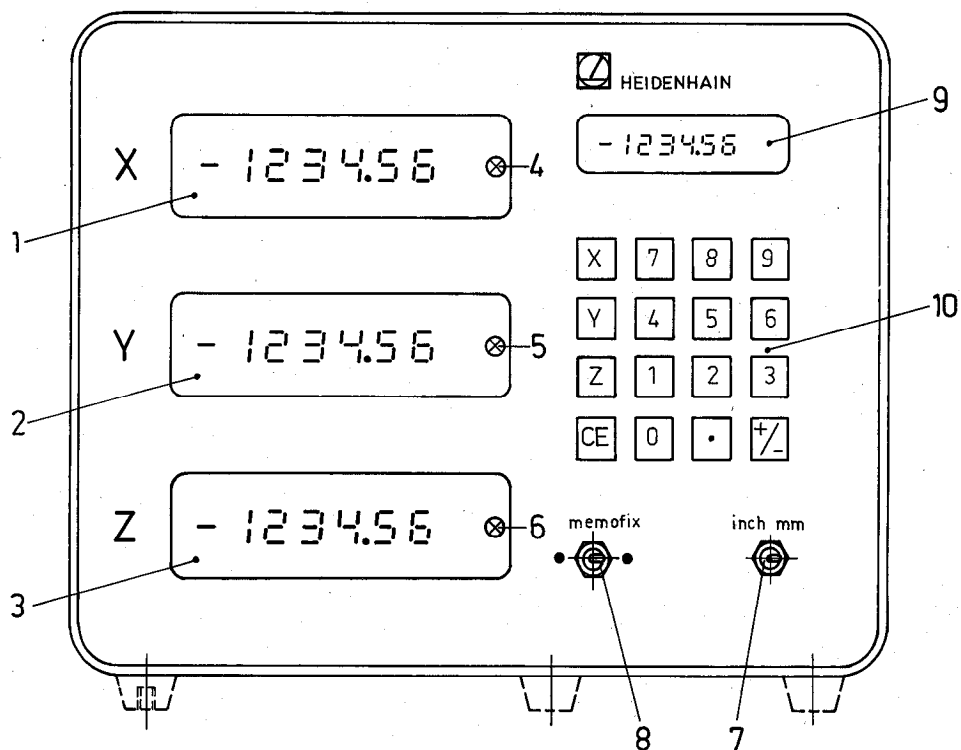 HEIDENHAIN
9
- 1234.56
X
- 1234.56
4
1
X 7 8 9
Y
- 1234.56
5
2
Y 4 5 6
10
Z 1 2 3
CE 0 . +/-
Z
- 1234.56
6
3
memofix
inch mm
8
7